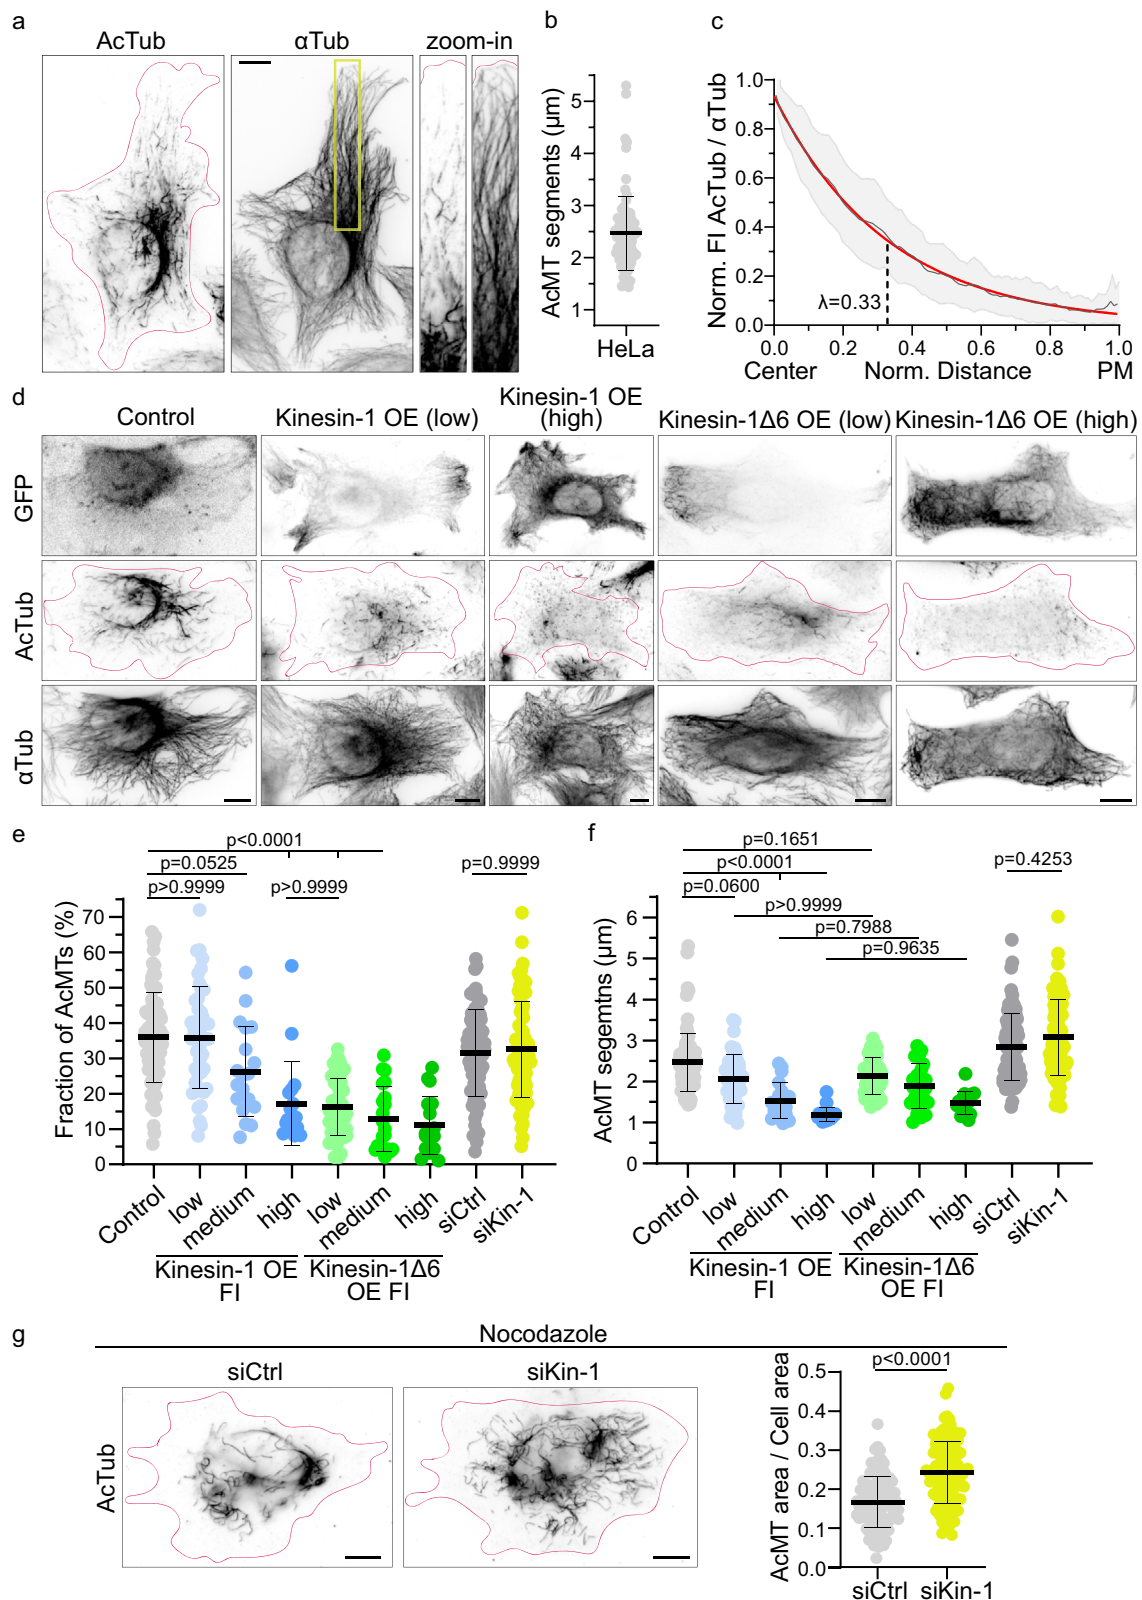 a
AcTub
αTub
zoom-in
b
AcMT segments (μm)
5
4
3
2
1
HeLa
c
Norm. FI AcTub / αTub
1.0
0.8
0.6
0.4
0.2
0.0
λ=0.33
0.0 0.2 0.4 0.6 0.8 1.0
Center Norm. Distance PM
d
Control
Kinesin-1 OE (low)
Kinesin-1 OE
(high)
Kinesin-1Δ6 OE (low)
Kinesin-1Δ6 OE (high)
GFP
AcTub
αTub
e
p<0.0001
p=0.0525
p>0.9999
p>0.9999
p=0.9999
Fraction of AcMTs (%)
70
60
50
40
30
20
10
0
Control
low
medium
high
low
medium
high
siCtrl
siKin-1
Kinesin-1 OE
FI
Kinesin-1Δ6
OE FI
f
p=0.1651
p<0.0001
p=0.0600
p>0.9999
p=0.7988
p=0.9635
p=0.4253
AcMT segemtns (μm)
6
5
4
3
2
1
0
Control
low
medium
high
low
medium
high
siCtrl
siKin-1
Kinesin-1 OE
FI
Kinesin-1Δ6
OE FI
g
Nocodazole
siCtrl
siKin-1
AcTub
p<0.0001
AcMT area / Cell area
0.5
0.4
0.3
0.2
0.1
0.0
siCtrl siKin-1